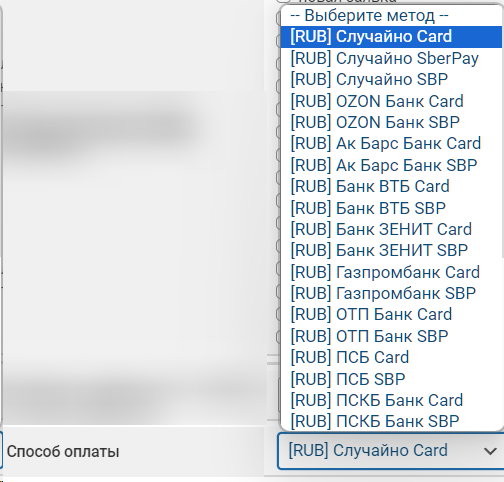 -- Выберите метод --
[RUB] Случайно Card
[RUB] Случайно SberPay
[RUB] Случайно SBP
[RUB] OZON Банк Card
[RUB] OZON Банк SBP
[RUB] Ак Барс Банк Card
[RUB] Ак Барс Банк SBP
[RUB] Банк ВТБ Card
[RUB] Банк ВТБ SBP
[RUB] Банк ЗЕНИТ Card
[RUB] Банк ЗЕНИТ SBP
[RUB] Газпромбанк Card
[RUB] Газпромбанк SBP
[RUB] ОТП Банк Card
[RUB] ОТП Банк SBP
[RUB] ПСБ Card
[RUB] ПСБ SBP
[RUB] ПСКБ Банк Card
[RUB] ПСКБ Банк SBP
Способ оплаты
[RUB] Случайно Card